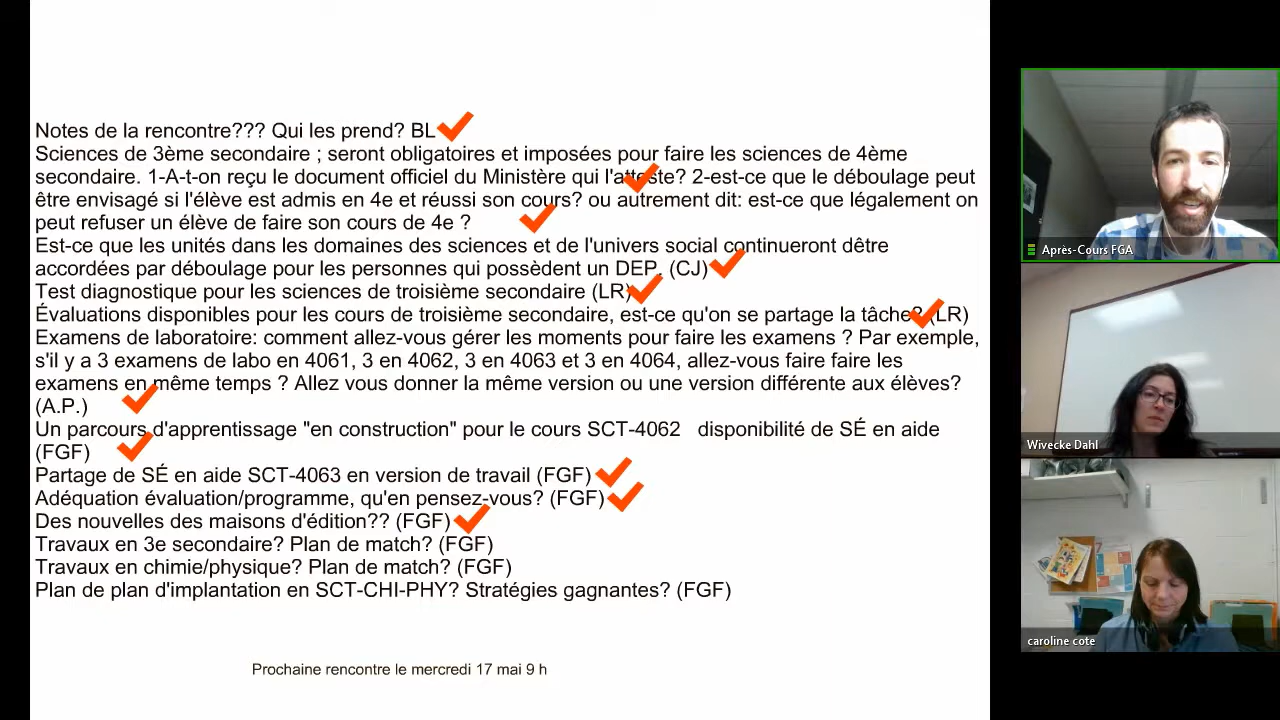 Notes de la rencontre??? Qui les prend? BL
Sciences de 3ème secondaire ; seront obligatoires et imposées pour faire les sciences de 4ème
secondaire. 1-A-t-on reçu le document officiel du Ministère qui l'atteste? 2-est-ce que le déboulage peut
être envisagé si l'élève est admis en 4e et réussi son cours? ou autrement dit: est-ce que légalement on
peut refuser un élève de faire son cours de 4e ?
Est-ce que les unités dans les domaines des sciences et de l'univers social continueront dêtre
accordées par déboulage pour les personnes qui possèdent un DEP. (CJ)
Test diagnostique pour les sciences de troisième secondaire (LR)
Évaluations disponibles pour les cours de troisième secondaire, est-ce qu'on se partage la tâche? (LR)
Examens de laboratoire: comment allez-vous gérer les moments pour faire les examens ? Par exemple,
s'il y a 3 examens de labo en 4061, 3 en 4062, 3 en 4063 et 3 en 4064, allez-vous faire faire les
examens en même temps ? Allez vous donner la même version ou une version différente aux élèves?
(A.P.)
Un parcours d'apprentissage "en construction" pour le cours SCT-4062 disponibilité de SÉ en aide
(FGF)
Partage de SÉ en aide SCT-4063 en version de travail (FGF)
Adéquation évaluation/programme, qu'en pensez-vous? (FGF)
Des nouvelles des maisons d'édition?? (FGF)
Travaux en 3e secondaire? Plan de match? (FGF)
Travaux en chimie/physique? Plan de match? (FGF)
Plan de plan d'implantation en SCT-CHI-PHY? Stratégies gagnantes? (FGF)
Prochaine rencontre le mercredi 17 mai 9 h
Après-Cours FGA
Wivecke Dahl
caroline cote